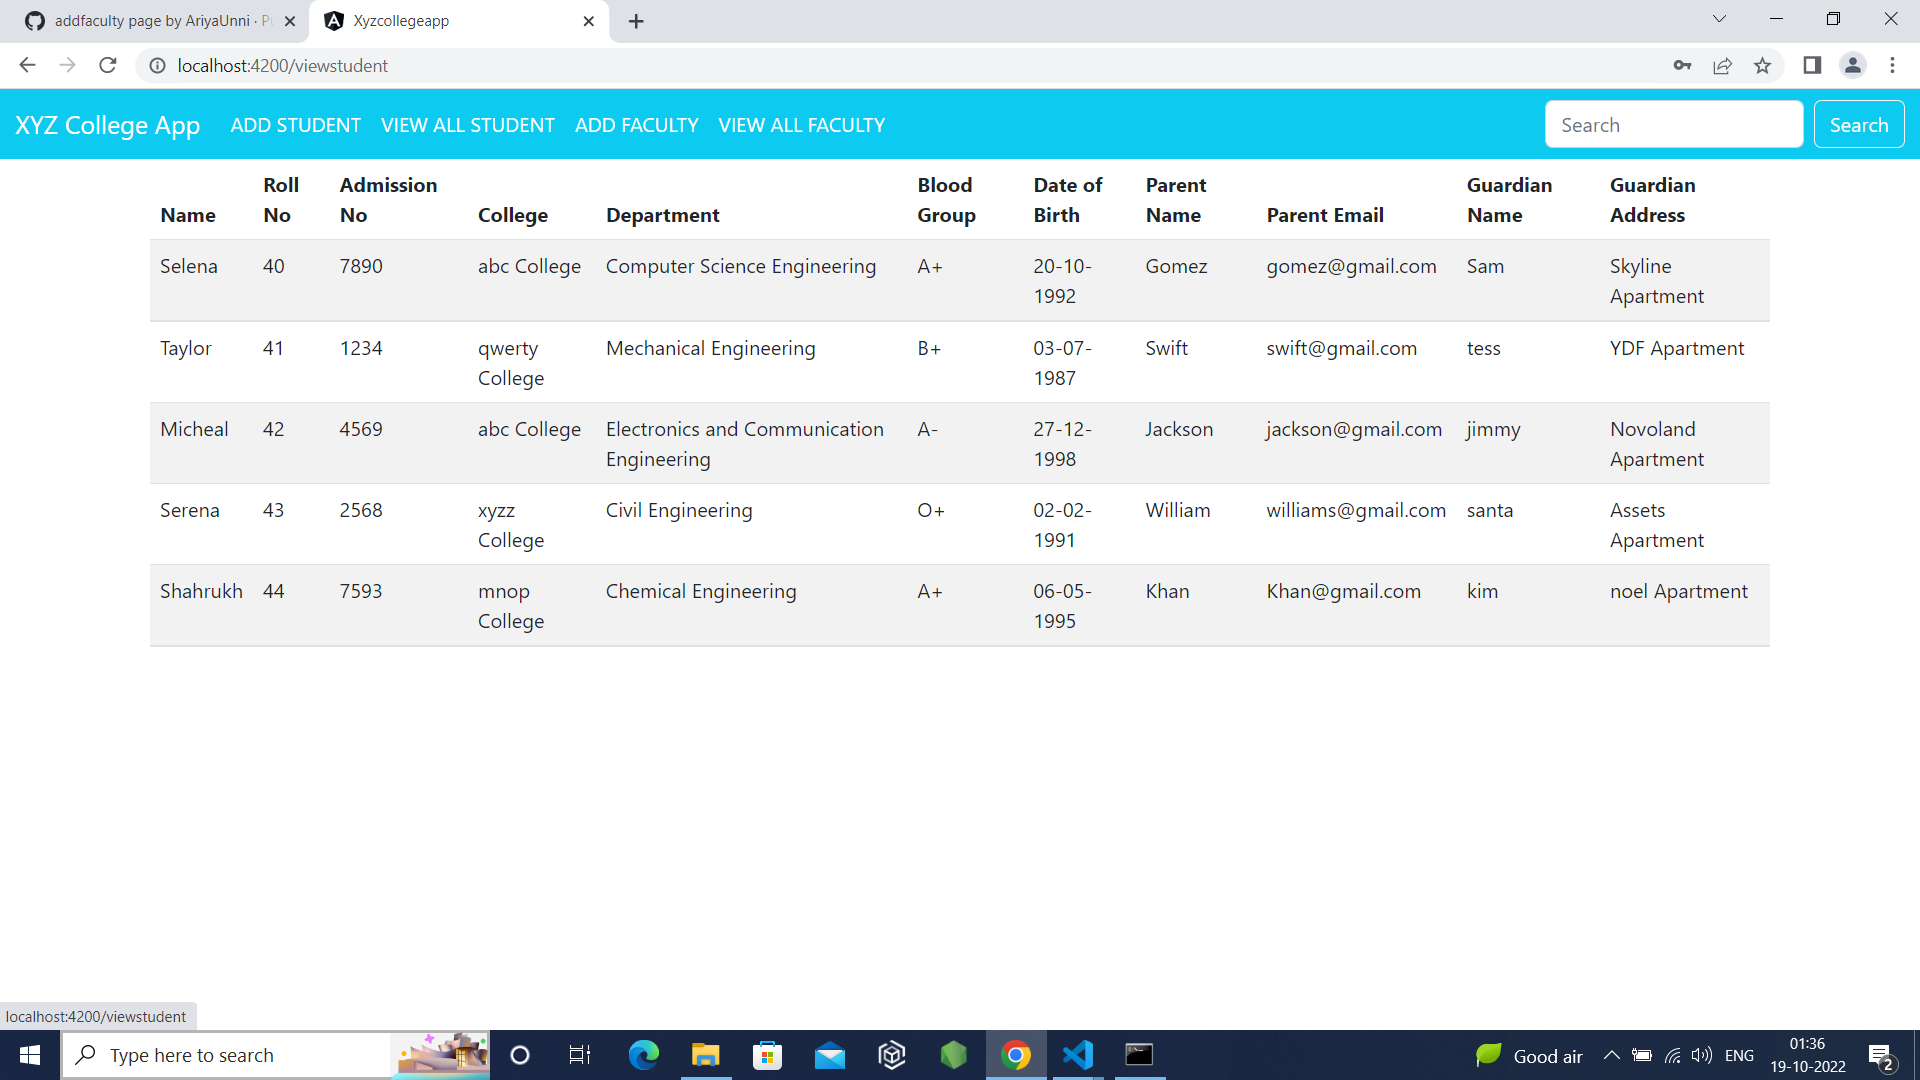 addfaculty page by AriyaUnni · Pu
Xyzcollegeapp
localhost:4200/viewstudent
XYZ College App ADD STUDENT VIEW ALL STUDENT ADD FACULTY VIEW ALL FACULTY Search Search
Name Roll No Admission No College Department Blood Group Date of Birth Parent Name Parent Email Guardian Name Guardian Address
Selena 40 7890 abc College Computer Science Engineering A+ 20-10-1992 Gomez gomez@gmail.com Sam Skyline Apartment
Taylor 41 1234 qwerty College Mechanical Engineering B+ 03-07-1987 Swift swift@gmail.com tess YDF Apartment
Micheal 42 4569 abc College Electronics and Communication Engineering A- 27-12-1998 Jackson jackson@gmail.com jimmy Novoland Apartment
Serena 43 2568 xyzz College Civil Engineering O+ 02-02-1991 William williams@gmail.com santa Assets Apartment
Shahrukh 44 7593 mnop College Chemical Engineering A+ 06-05-1995 Khan Khan@gmail.com kim noel Apartment
localhost:4200/viewstudent
Type here to search
Good air
ENG
01:36
19-10-2022
2